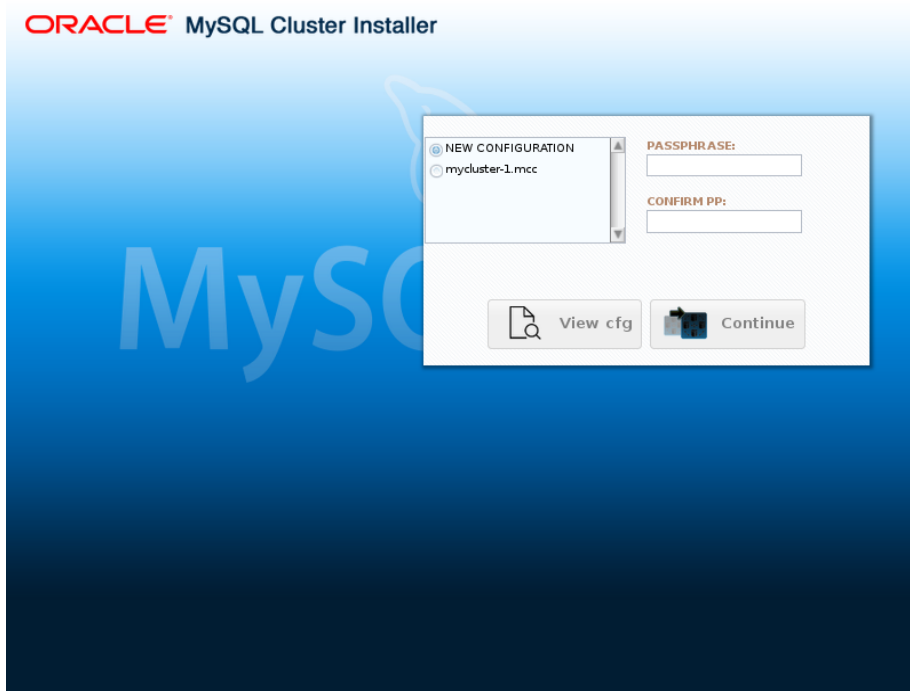 ORACLE® MySQL Cluster Installer
NEW CONFIGURATION
mycluster-1.mcc
PASSPHRASE:
CONFIRM PP:
MySQ
View cfg
Continue